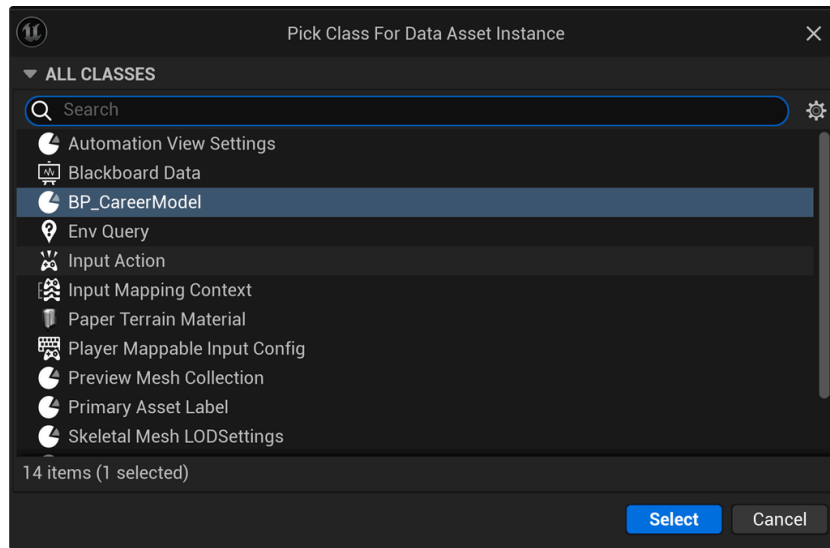 Pick Class For Data Asset Instance
ALL CLASSES
Search
Automation View Settings
Blackboard Data
BP_CareerModel
Env Query
Input Action
Input Mapping Context
Paper Terrain Material
Player Mappable Input Config
Preview Mesh Collection
Primary Asset Label
Skeletal Mesh LODSettings
14 items (1 selected)
Select Cancel